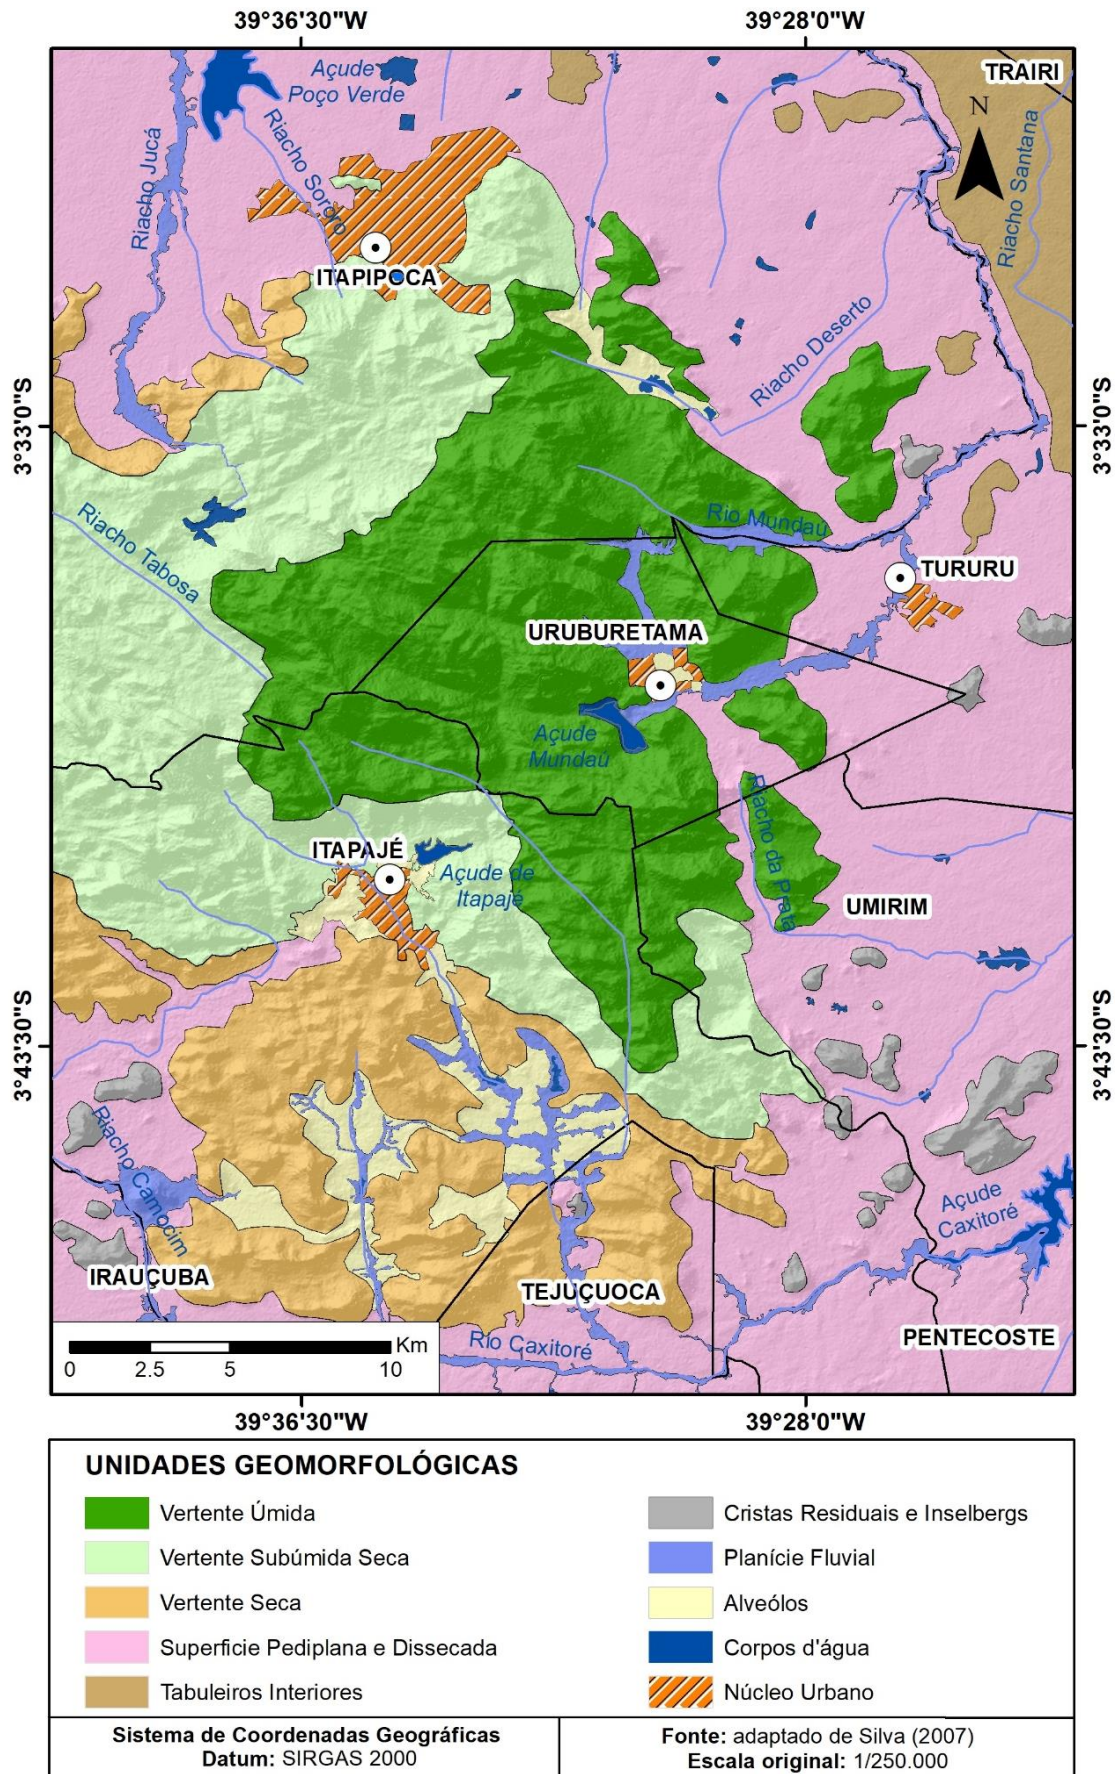 39°36'30"W
39°28'0"W
TRAIRI
Açude
Poço Verde
N
Riacho Jucá
Riacho Sororo
Riacho Santana
ITAPIPOCA
Riacho Deserto
3°33'0"S
3°33'0"S
Riacho Tabosa
Rio Mundaú
TURURU
URUBURETAMA
Açude
Mundaú
Riacho da Prata
ITAPAJÉ
Açude de
Itapajé
UMIRIM
3°43'30"S
3°43'30"S
Riacho Camocim
Açude
Caxitoré
IRAUÇUBA
TEJUÇUOCA
PENTECOSTE
Rio Caxitoré
Km
0 2.5 5 10
39°36'30"W
39°28'0"W
UNIDADES GEOMORFOLÓGICAS
Vertente Úmida
Vertente Subúmida Seca
Vertente Seca
Superficie Pediplana e Dissecada
Tabuleiros Interiores
Cristas Residuais e Inselbergs
Planície Fluvial
Alveólos
Corpos d'água
Núcleo Urbano
Sistema de Coordenadas Geográficas
Datum: SIRGAS 2000
Fonte: adaptado de Silva (2007)
Escala original: 1/250.000